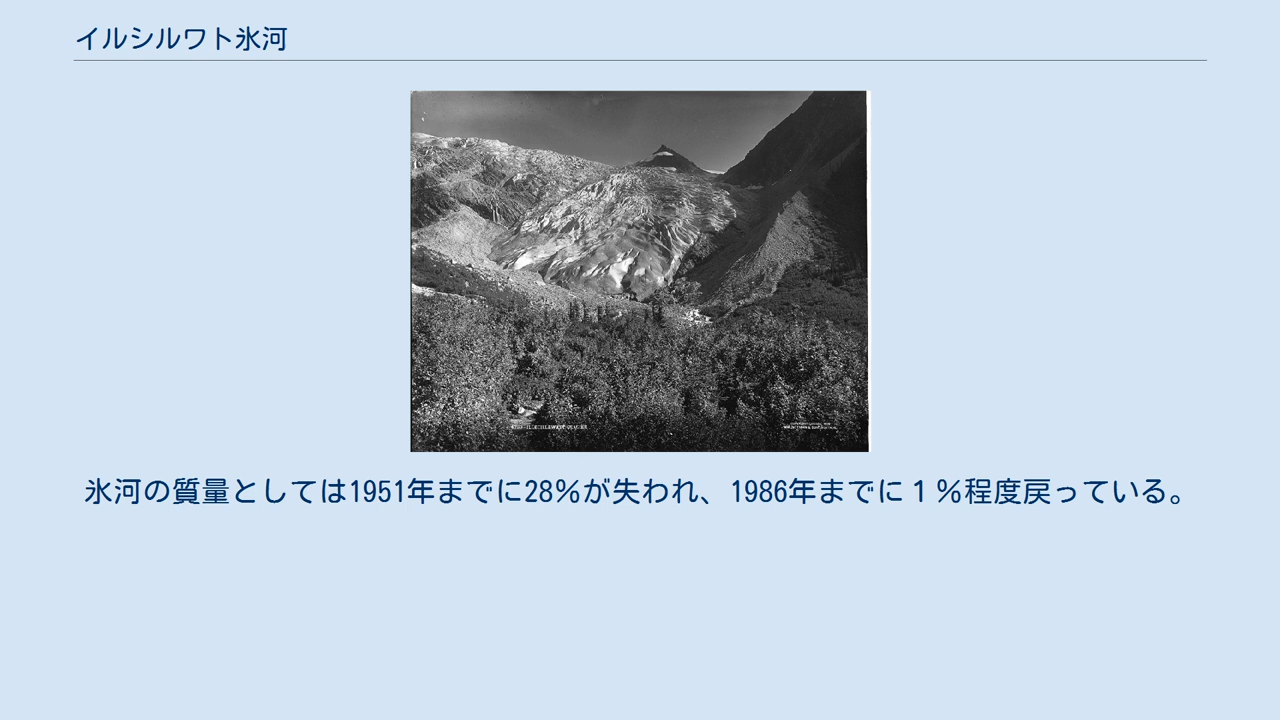 イルシルワト氷河
氷河の質量としては1951年までに28％が失われ、1986年までに１％程度戻っている。